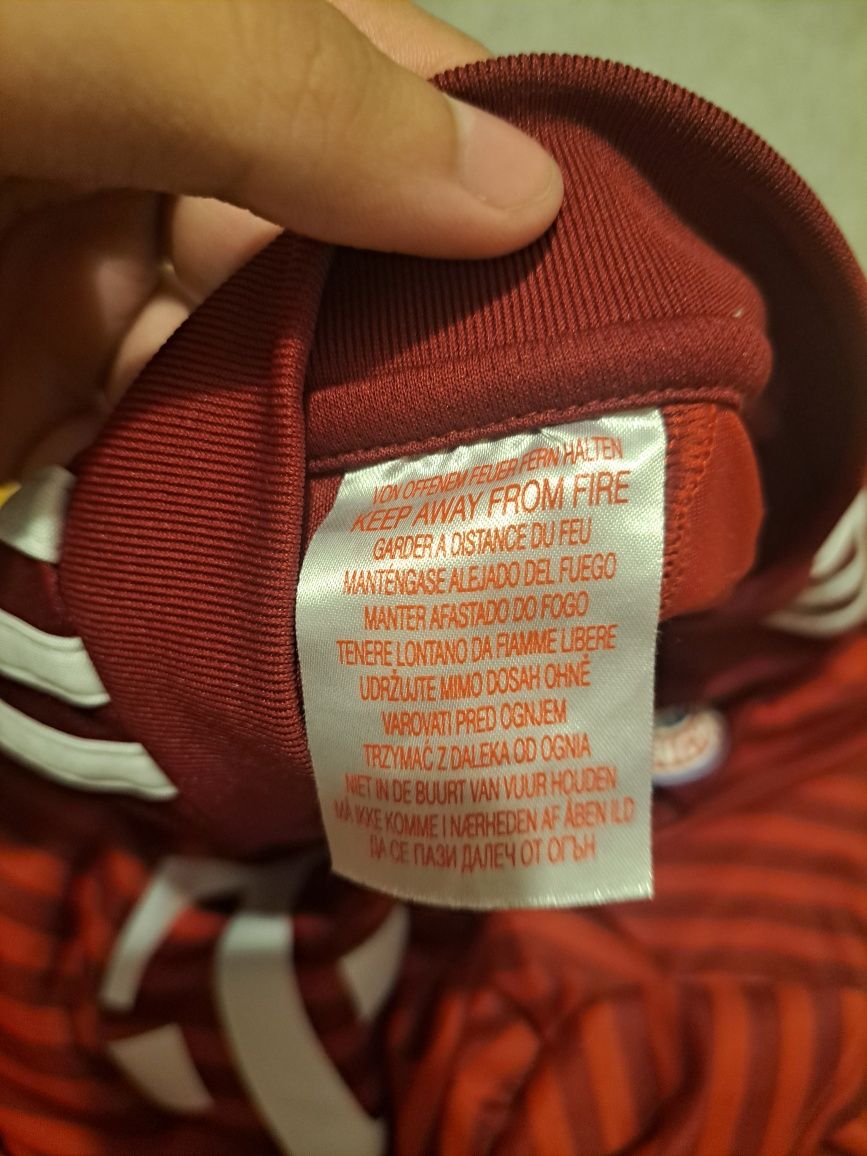 VON OFFENEM FEUER FERN HALTEN
KEEP AWAY FROM FIRE
GARDER A DISTANCE DU FEU
MANTENGASE ALEJADO DEL FUEGO
MANTER AFASTADO DO FOGO
TENERE LONTANO DA FIAMME LIBERE
UDRŽUJTE MIMO DOSAH OHNĚ
VAROVATI PRED OGNJEM
TRZYMAĆ Z DALEKA OD OGNIA
NIET IN DE BUURT VAN VUUR HOUDEN
MÅ IKKE KOMME I NÆRHEDEN AF ÅBEN ILD
ДА СЕ ПАЗИ ДАЛЕЧ ОТ ОГЪН